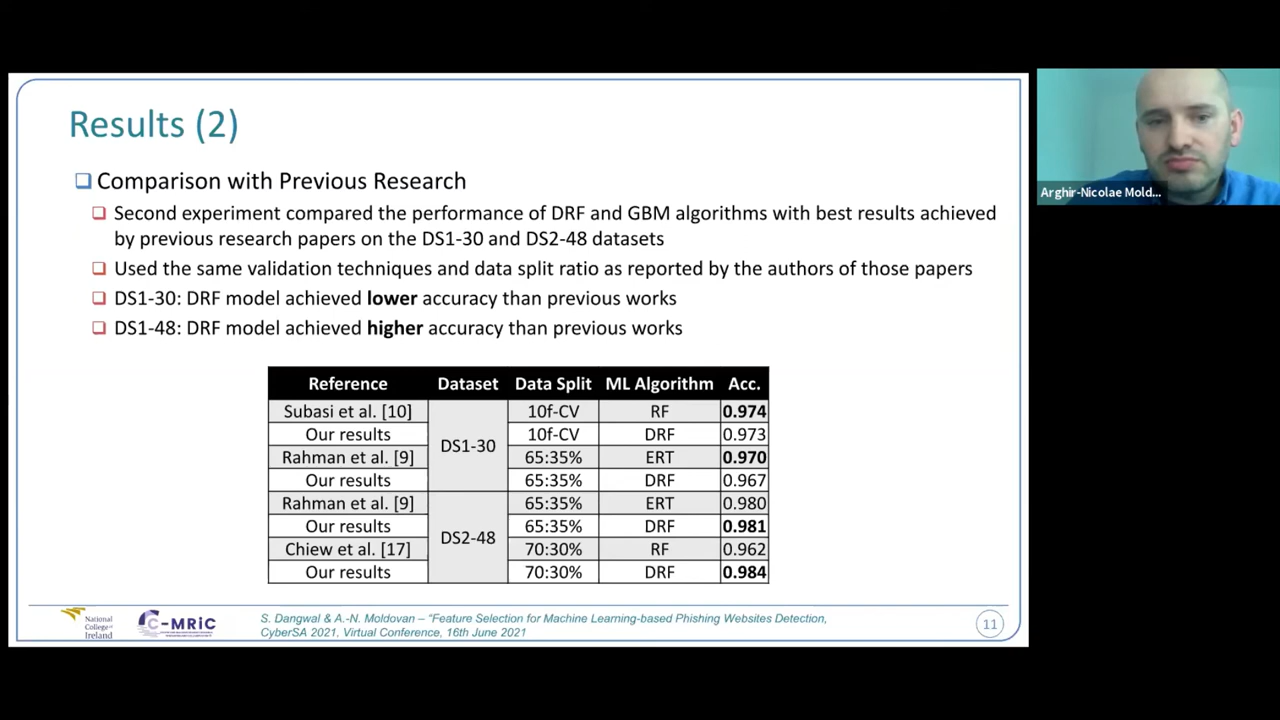 Results (2)
Comparison with Previous Research
Second experiment compared the performance of DRF and GBM algorithms with best results achieved
by previous research papers on the DS1-30 and DS2-48 datasets
Used the same validation techniques and data split ratio as reported by the authors of those papers
DS1-30: DRF model achieved lower accuracy than previous works
DS1-48: DRF model achieved higher accuracy than previous works
Reference Dataset Data Split ML Algorithm Acc.
Subasi et al. [10] 10f-CV RF 0.974
Our results 10f-CV DRF 0.973
DS1-30
Rahman et al. [9] 65:35% ERT 0.970
Our results 65:35% DRF 0.967
Rahman et al. [9] 65:35% ERT 0.980
Our results 65:35% DRF 0.981
DS2-48
Chiew et al. [17] 70:30% RF 0.962
Our results 70:30% DRF 0.984
National
College of
Ireland
C-MRiC
S. Dangwal & A.-N. Moldovan – "Feature Selection for Machine Learning-based Phishing Websites Detection,
CyberSA 2021, Virtual Conference, 16th June 2021
11
Arghir-Nicolae Mold...